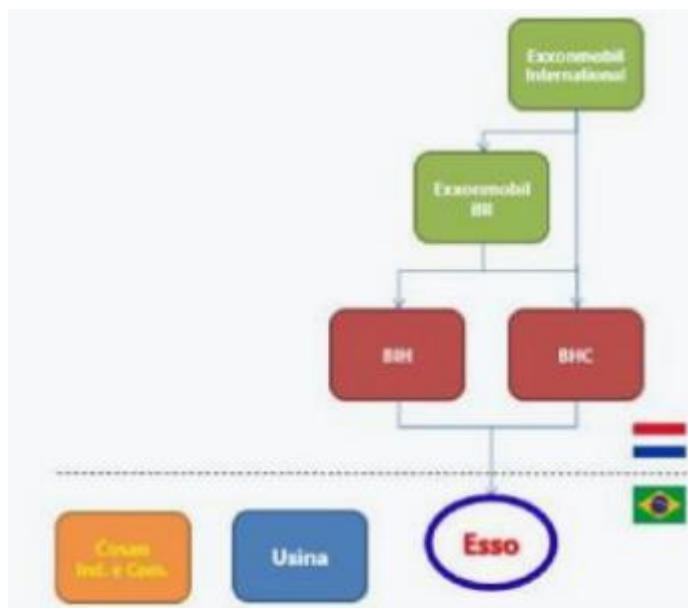 Exxonmobil
International
Exxonmobil
BR
BIH
BHC
Cosan
Ind. e Com.
Usina
Esso